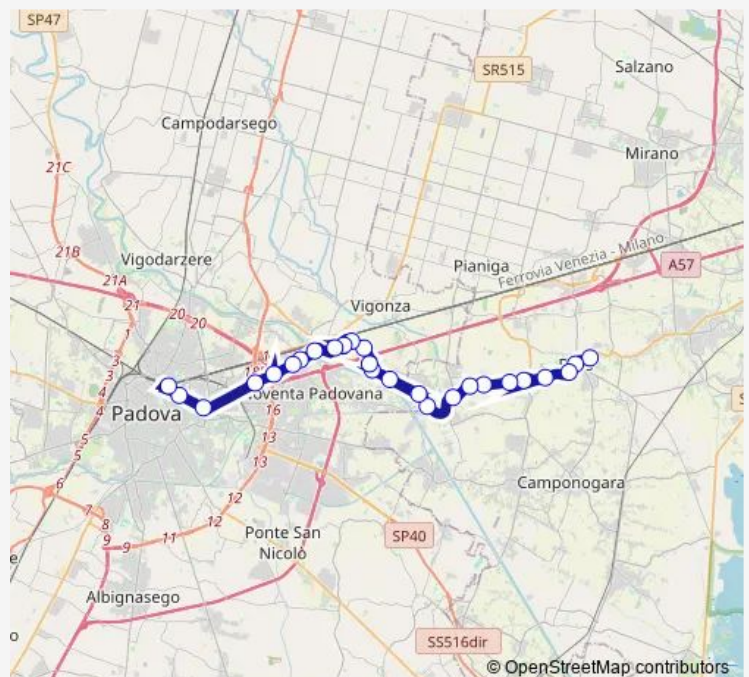 SP47
SR515
Salzano
Campodarsego
Mirano
21C
21B
Vigodarzere
Pianiga
Ferrovia Venezia - Milano
A57
21A
21
20
20
1
Vigonza
3
3
4
4
Padova
16
13
13
5
5
6
7
8
9
9
11
12
12
Camponogara
Ponte San
Nicolò
SP40
Albignasego
SS516dir
© OpenStreetMap contributors